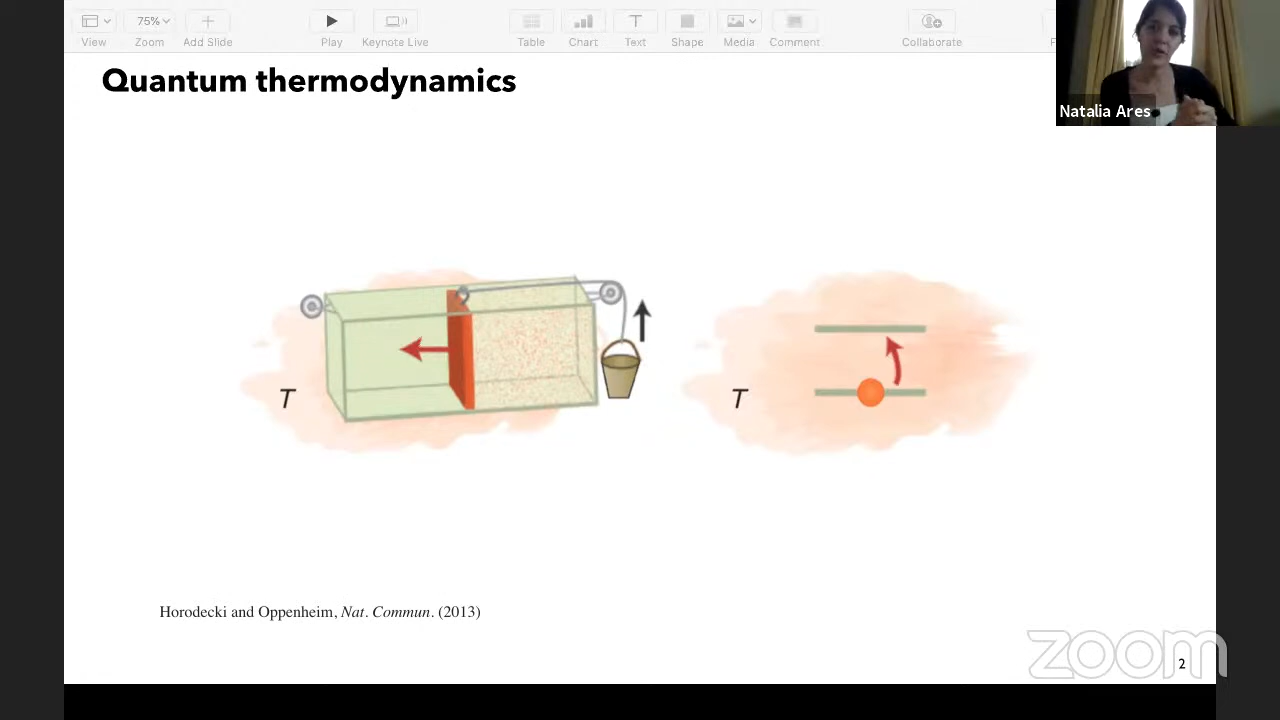 75%
View
Zoom
Add Slide
Play
Keynote Live
Table
Chart
Text
Shape
Media
Comment
Collaborate
Natalia Ares
Quantum thermodynamics
T
T
Horodecki and Oppenheim, Nat. Commun. (2013)
zoom
2